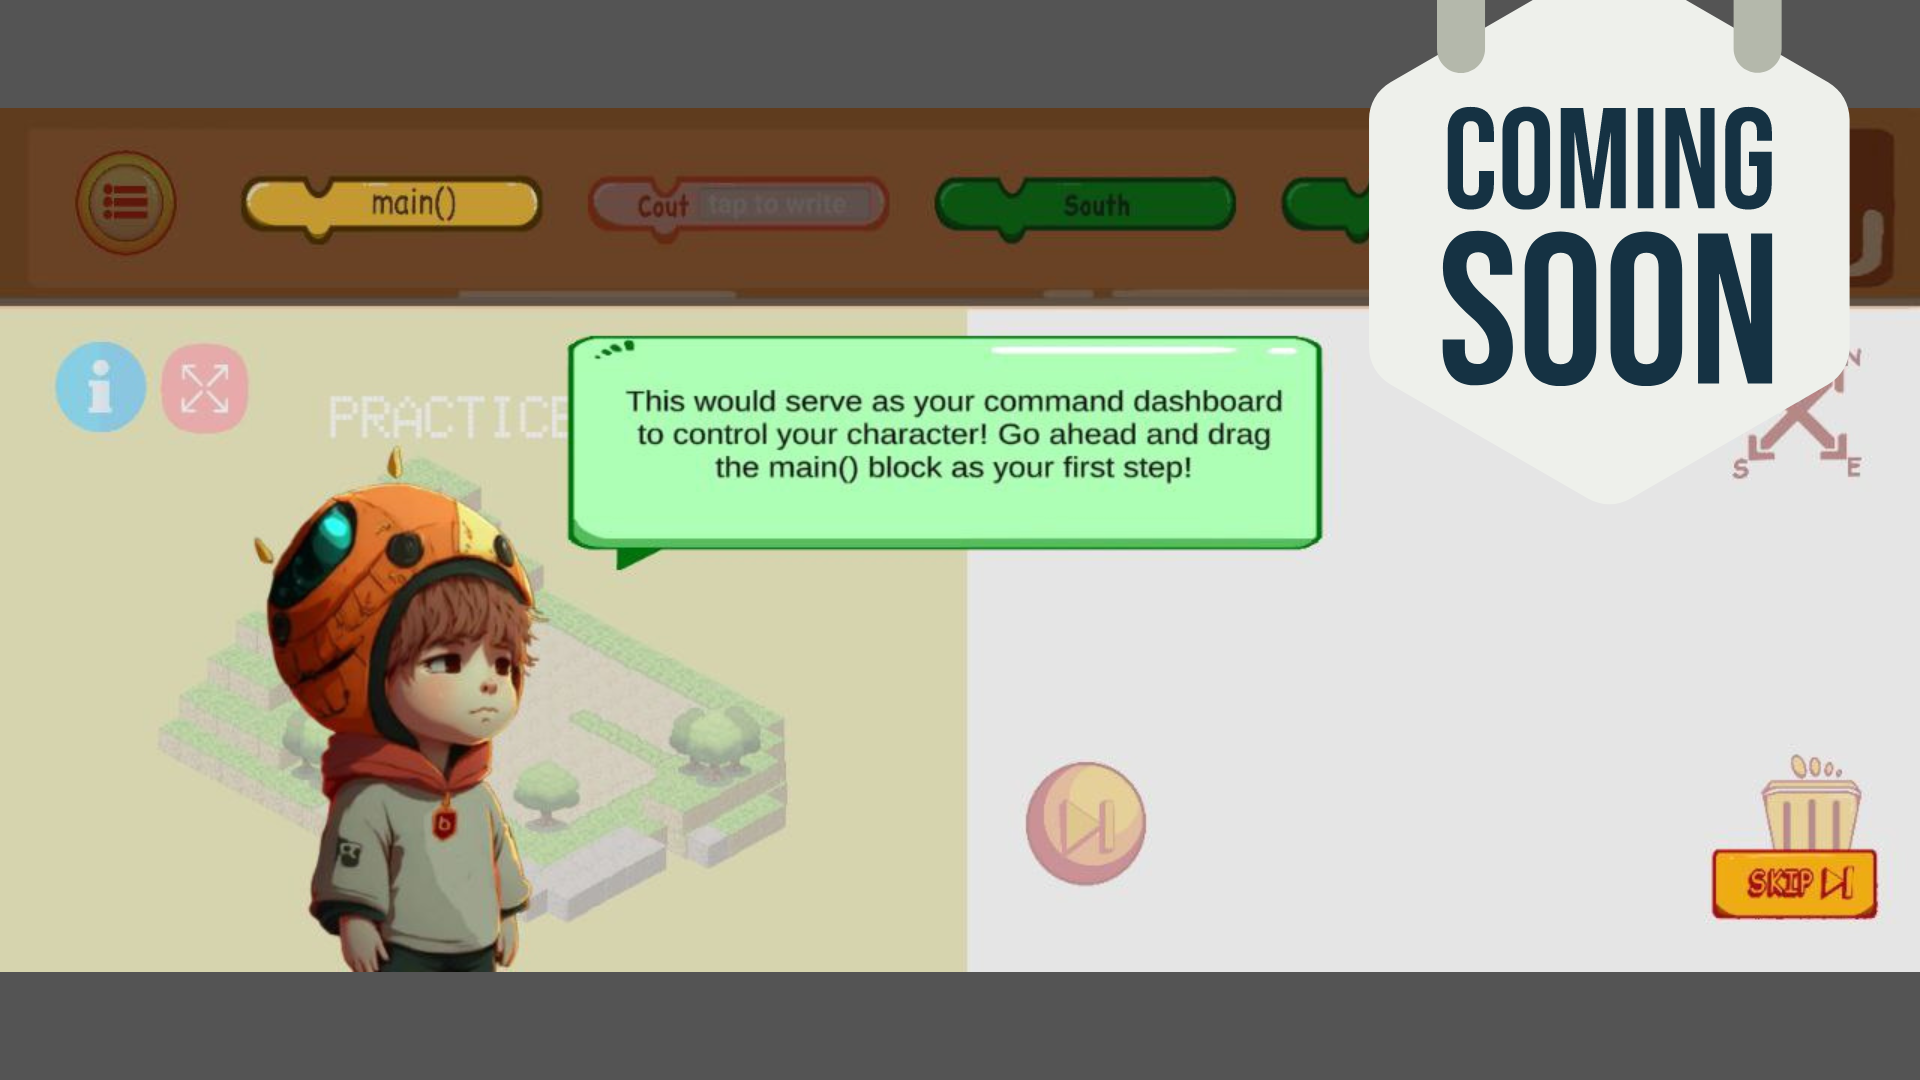 COMING
SOON
main()
Cout tap to write
South
PRACTICE
This would serve as your command dashboard
to control your character! Go ahead and drag
the main() block as your first step!
N
S
E
b
SKIP